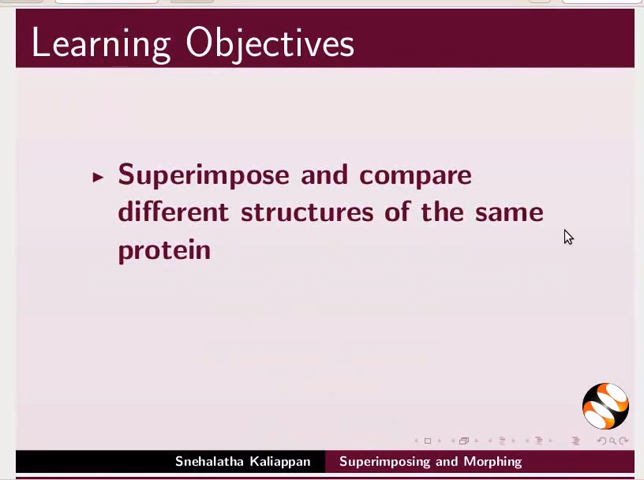 Learning Objectives
Superimpose and compare
different structures of the same
protein
Snehalatha Kaliappan
Superimposing and Morphing